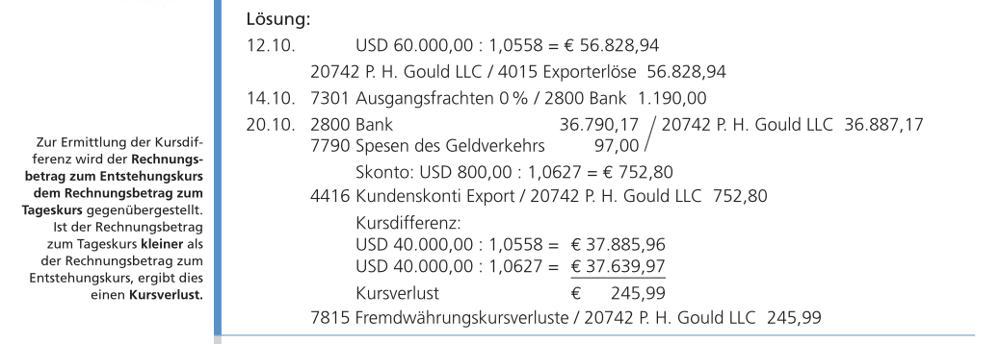 Lösung:
12.10. USD 60.000,00 : 1,0558 = € 56.828,94
20742 P. H. Gould LLC / 4015 Exporterlöse 56.828,94
14.10. 7301 Ausgangsfrachten 0 % / 2800 Bank 1.190,00
20.10. 2800 Bank 36.790,17 / 20742 P. H. Gould LLC 36.887,17
7790 Spesen des Geldverkehrs 97,00
Skonto: USD 800,00 : 1,0627 = € 752,80
4416 Kundenskonti Export / 20742 P. H. Gould LLC 752,80
Kursdifferenz:
USD 40.000,00 : 1,0558 = € 37.885,96
USD 40.000,00 : 1,0627 = € 37.639,97
Kursverlust € 245,99
7815 Fremdwährungskursverluste / 20742 P. H. Gould LLC 245,99
Zur Ermittlung der Kursdif-
ferenz wird der Rechnungs-
betrag zum Entstehungskurs
dem Rechnungsbetrag zum
Tageskurs gegenübergestellt.
Ist der Rechnungsbetrag
zum Tageskurs kleiner als
der Rechnungsbetrag zum
Entstehungskurs, ergibt dies
einen Kursverlust.